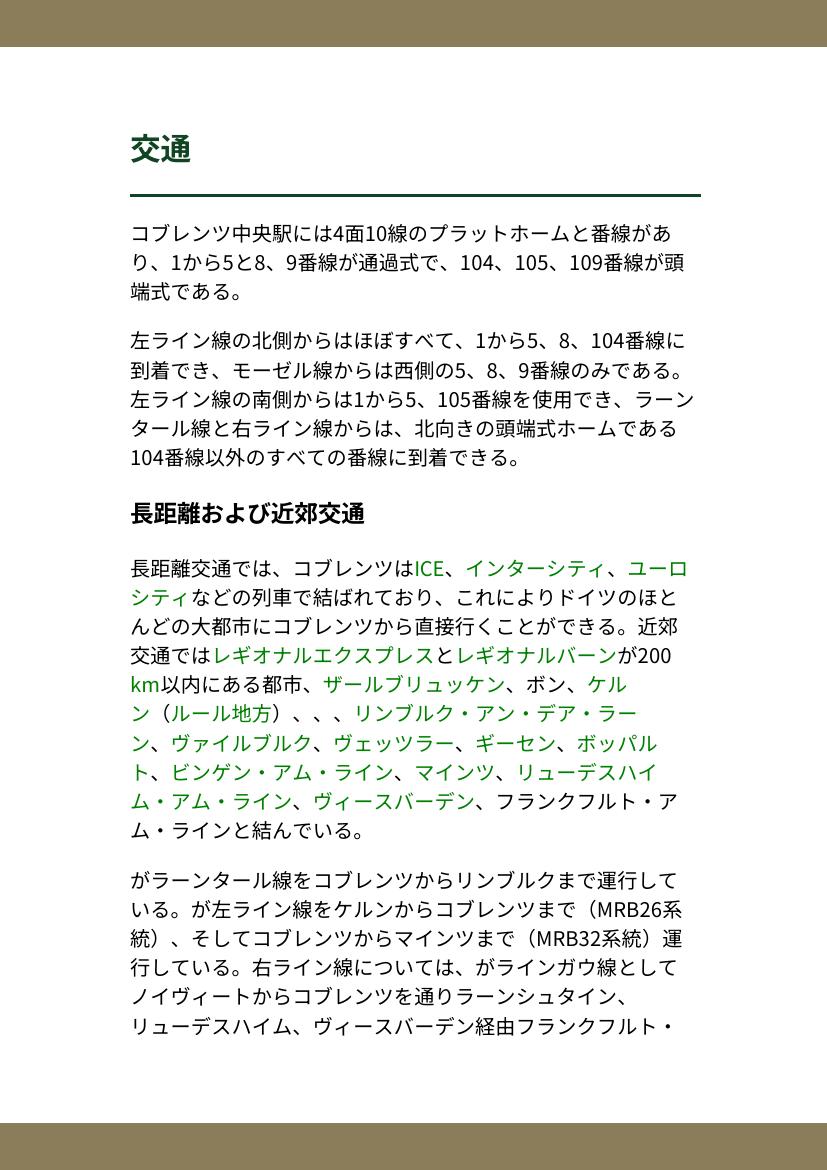 交通
コブレンツ中央駅には4面10線のプラットホームと番線があ
り、1から5と8、9番線が通過式で、104、105、109番線が頭
端式である。
左ライン線の北側からはほぼすべて、1から5、8、104番線に
到着でき、モーゼル線からは西側の5、8、9番線のみである。
左ライン線の南側からは1から5、105番線を使用でき、ラーン
タール線と右ライン線からは、北向きの頭端式ホームである
104番線以外のすべての番線に到着できる。
長距離および近郊交通
長距離交通では、コブレンツはICE、インターシティ、ユーロ
シティなどの列車で結ばれており、これによりドイツのほと
んどの大都市にコブレンツから直接行くことができる。近郊
交通ではレギオナルエクスプレスとレギオナルバーンが200
km以内にある都市、ザールブリュッケン、ボン、ケル
ン（ルール地方）、、、リンブルク・アン・デア・ラー
ン、ヴァイルブルク、ヴェッツラー、ギーセン、ボッパル
ト、ビンゲン・アム・ライン、マインツ、リューデスハイ
ム・アム・ライン、ヴィースバーデン、フランクフルト・ア
ム・ラインと結んでいる。
がラーンタール線をコブレンツからリンブルクまで運行して
いる。が左ライン線をケルンからコブレンツまで（MRB26系
統）、そしてコブレンツからマインツまで（MRB32系統）運
行している。右ライン線については、がラインガウ線として
ノイヴィートからコブレンツを通りラーンシュタイン、
リューデスハイム、ヴィースバーデン経由フランクフルト・